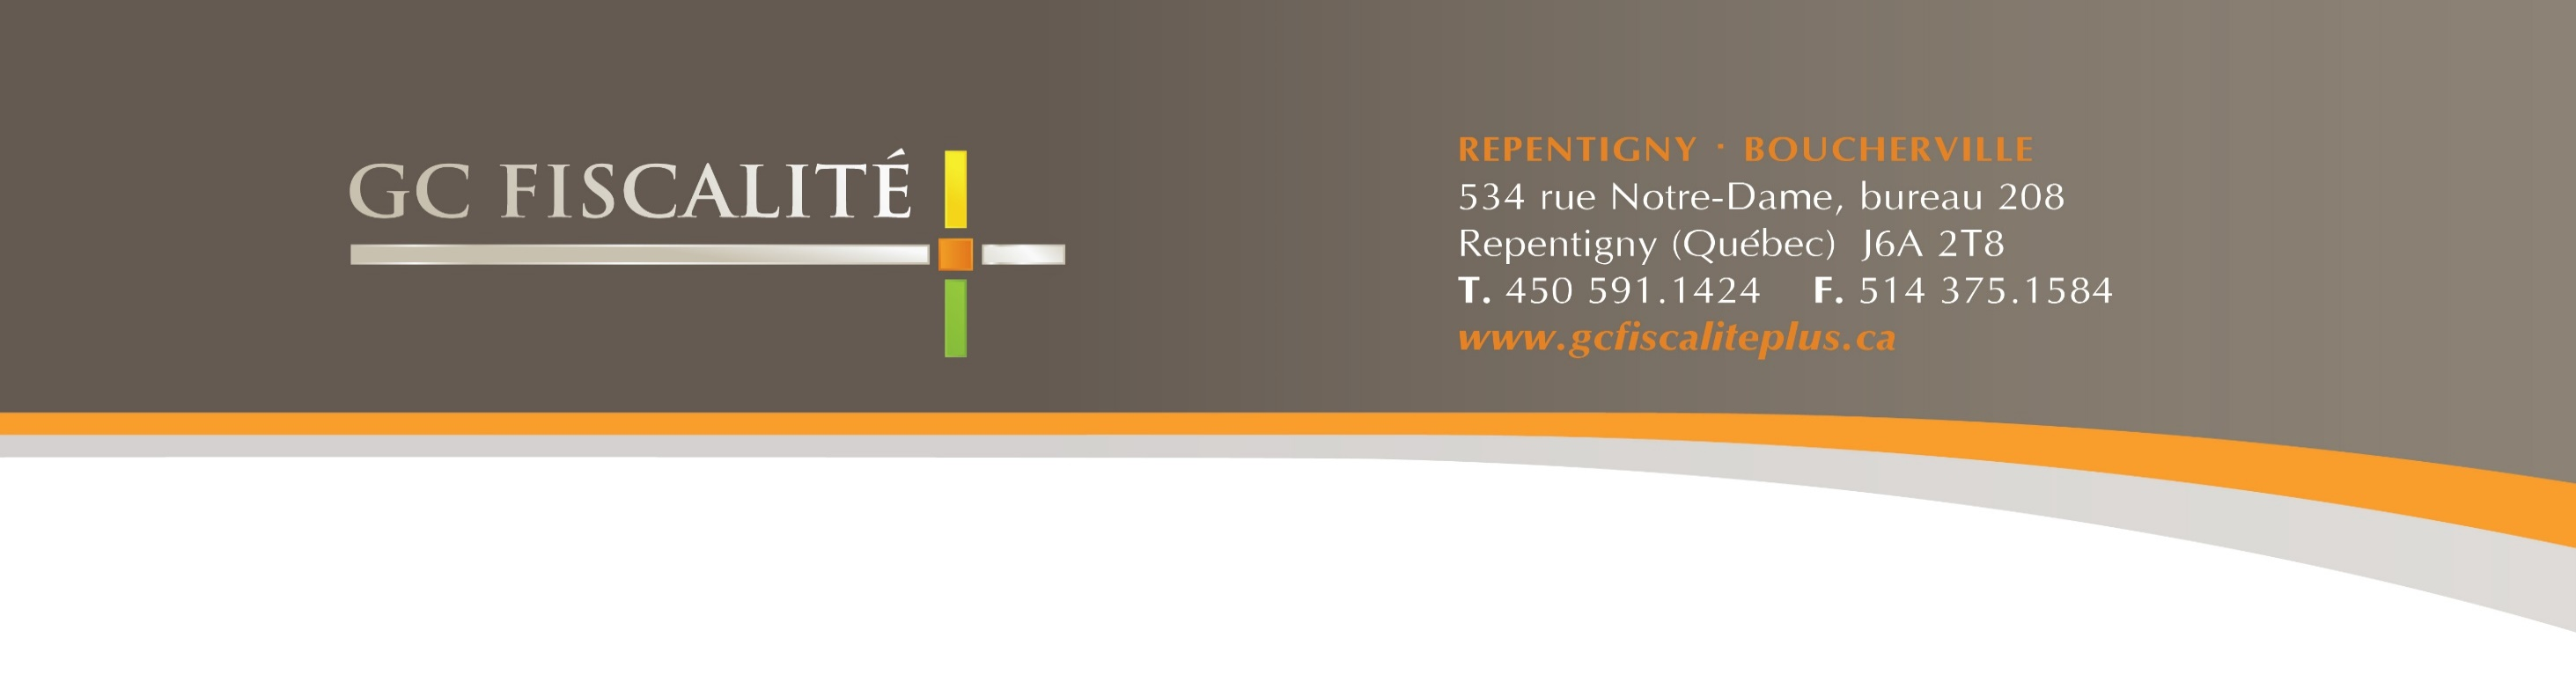 GC FISCALITÉ
REPENTIGNY · BOUCHERVILLE
534 rue Notre-Dame, bureau 208
Repentigny (Québec) J6A 2T8
T. 450 591.1424 F. 514 375.1584
www.gcfiscaliteplus.ca